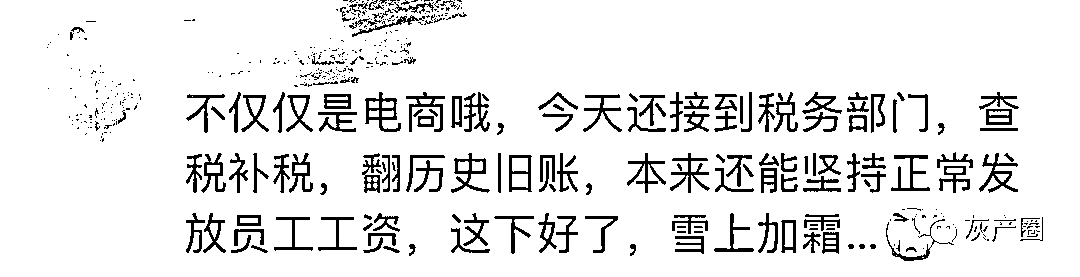 不仅仅是电商哦，今天还接到税务部门，查
税补税，翻历史旧账，本来还能坚持正常发
放员工工资，这下好了，雪上加霜...
灰产圈